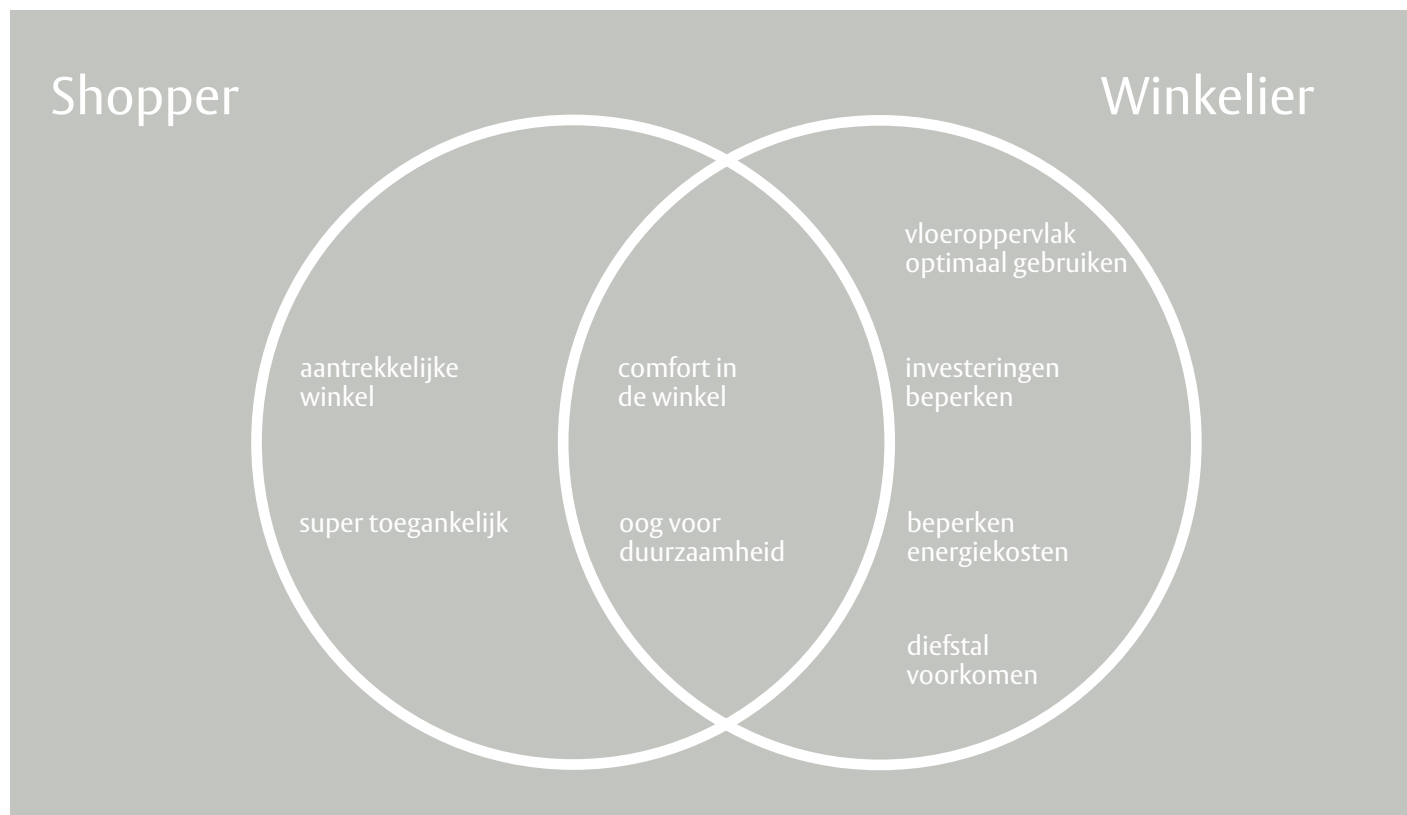 Shopper
Winkelier
vloeroppervlak
optimaal gebruiken
aantrekkelijke
winkel
comfort in
de winkel
investeringen
beperken
super toegankelijk
oog voor
duurzaamheid
beperken
energiekosten
diefstal
voorkomen